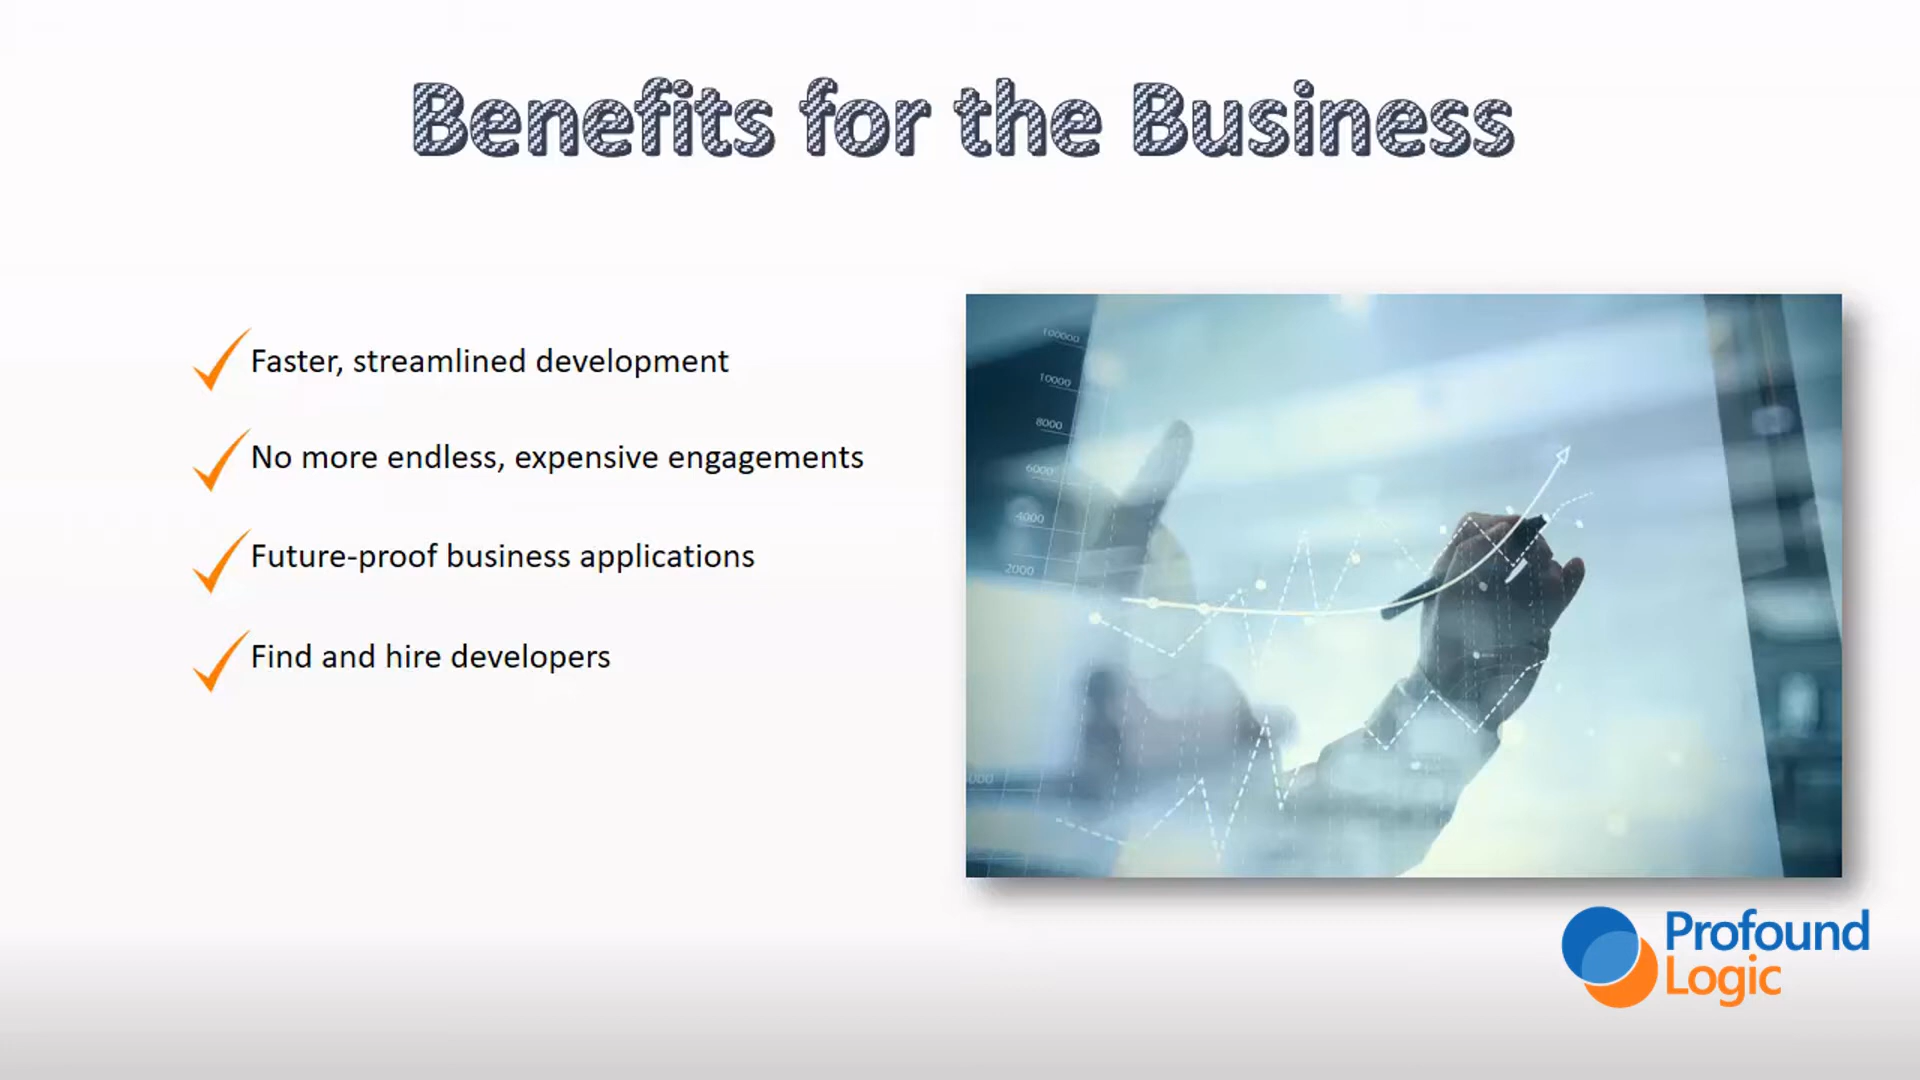 Benefits for the Business
Faster, streamlined development
No more endless, expensive engagements
Future-proof business applications
Find and hire developers
100000
10000
8000
6000
4000
2000
Profound
Logic